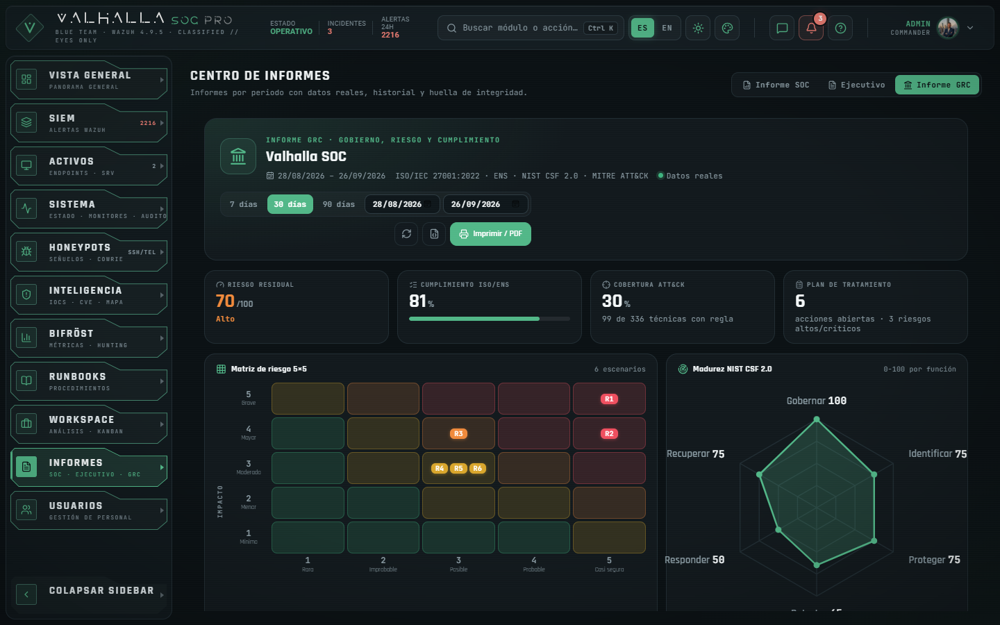 VALHALLA SOC PRO
BLUE TEAM · WAZUH 4.9.5 · CLASSIFIED //
EYES ONLY
ESTADO
OPERATIVO
INCIDENTES
3
ALERTAS
24H
2216
Buscar módulo o acción…
Ctrl K
ES
EN
3
ADMIN
COMMANDER
VISTA GENERAL
PANORAMA GENERAL
SIEM
ALERTAS WAZUH
2216
ACTIVOS
ENDPOINTS · SRV
2
SISTEMA
ESTADO · MONITORES · AUDITO
HONEYPOTS
SEÑUELOS · COWRIE
SSH/TEL
INTELIGENCIA
IOCS · CVE · MAPA
BIFRÖST
MÉTRICAS · HUNTING
RUNBOOKS
PROCEDIMIENTOS
WORKSPACE
ANÁLISIS · KANBAN
INFORMES
SOC · EJECUTIVO · GRC
USUARIOS
GESTIÓN DE PERSONAL
COLAPSAR SIDEBAR
CENTRO DE INFORMES
Informes por periodo con datos reales, historial y huella de integridad.
Informe SOC
Ejecutivo
Informe GRC
INFORME GRC · GOBIERNO, RIESGO Y CUMPLIMIENTO
Valhalla SOC
28/08/2026 – 26/09/2026 ISO/IEC 27001:2022 · ENS · NIST CSF 2.0 · MITRE ATT&CK Datos reales
7 días
30 días
90 días
28/08/2026
26/09/2026
Imprimir / PDF
RIESGO RESIDUAL
70 /100
Alto
CUMPLIMIENTO ISO/ENS
81 %
COBERTURA ATT&CK
30 %
99 de 336 técnicas con regla
PLAN DE TRATAMIENTO
6
acciones abiertas · 3 riesgos
altos/críticos
Matriz de riesgo 5×5
6 escenarios
IMPACTO
5
Grave
R1
4
Mayor
R3
R2
3
Moderado
R4 R5 R6
2
Menor
1
Mínimo
1
Rara
2
Improbable
3
Posible
4
Probable
5
Casi segura
Madurez NIST CSF 2.0
0-100 por función
Gobernar 100
Recuperar 75
Identificar 75
Responder 50
Proteger 75